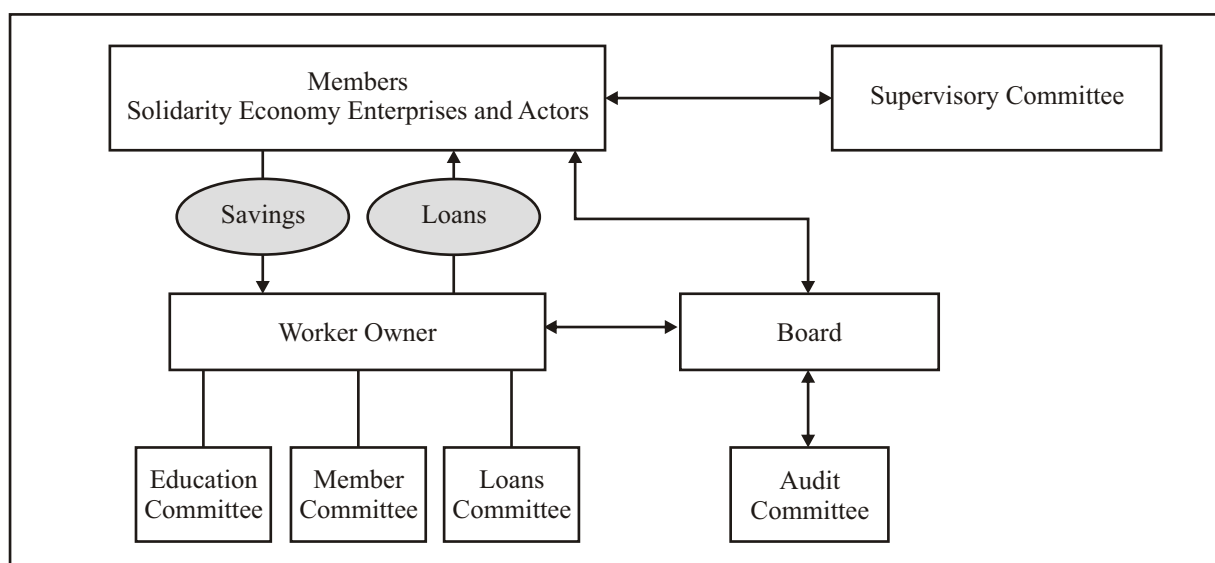 Members
Solidarity Economy Enterprises and Actors
Supervisory Committee
Savings
Loans
Worker Owner
Board
Education
Committee
Member
Committee
Loans
Committee
Audit
Committee